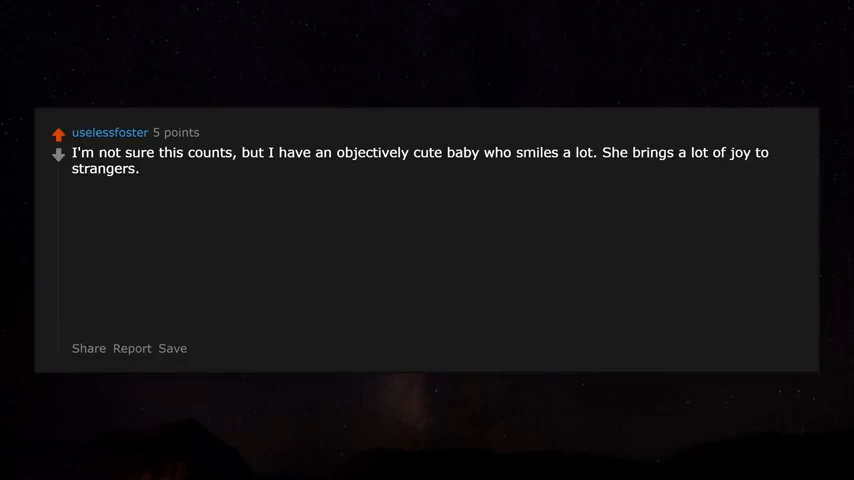 uselessfoster 5 points
I'm not sure this counts, but I have an objectively cute baby who smiles a lot. She brings a lot of joy to
strangers.
Share Report Save